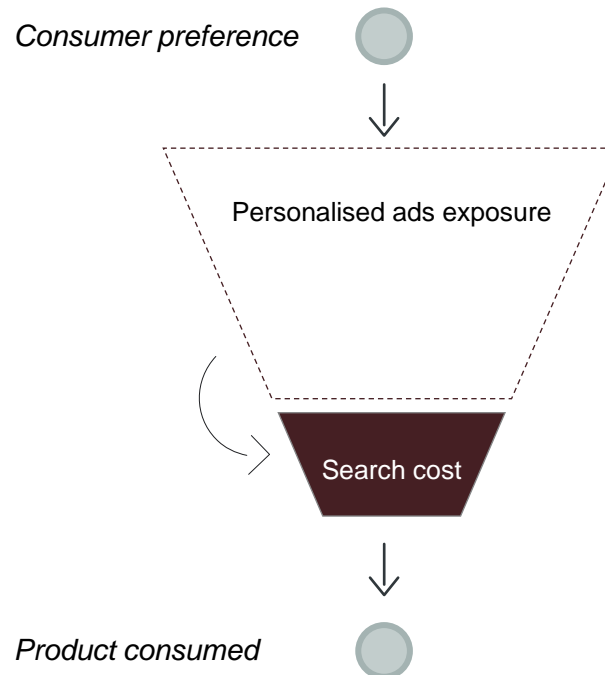 Consumer preference
Personalised ads exposure
Search cost
Product consumed